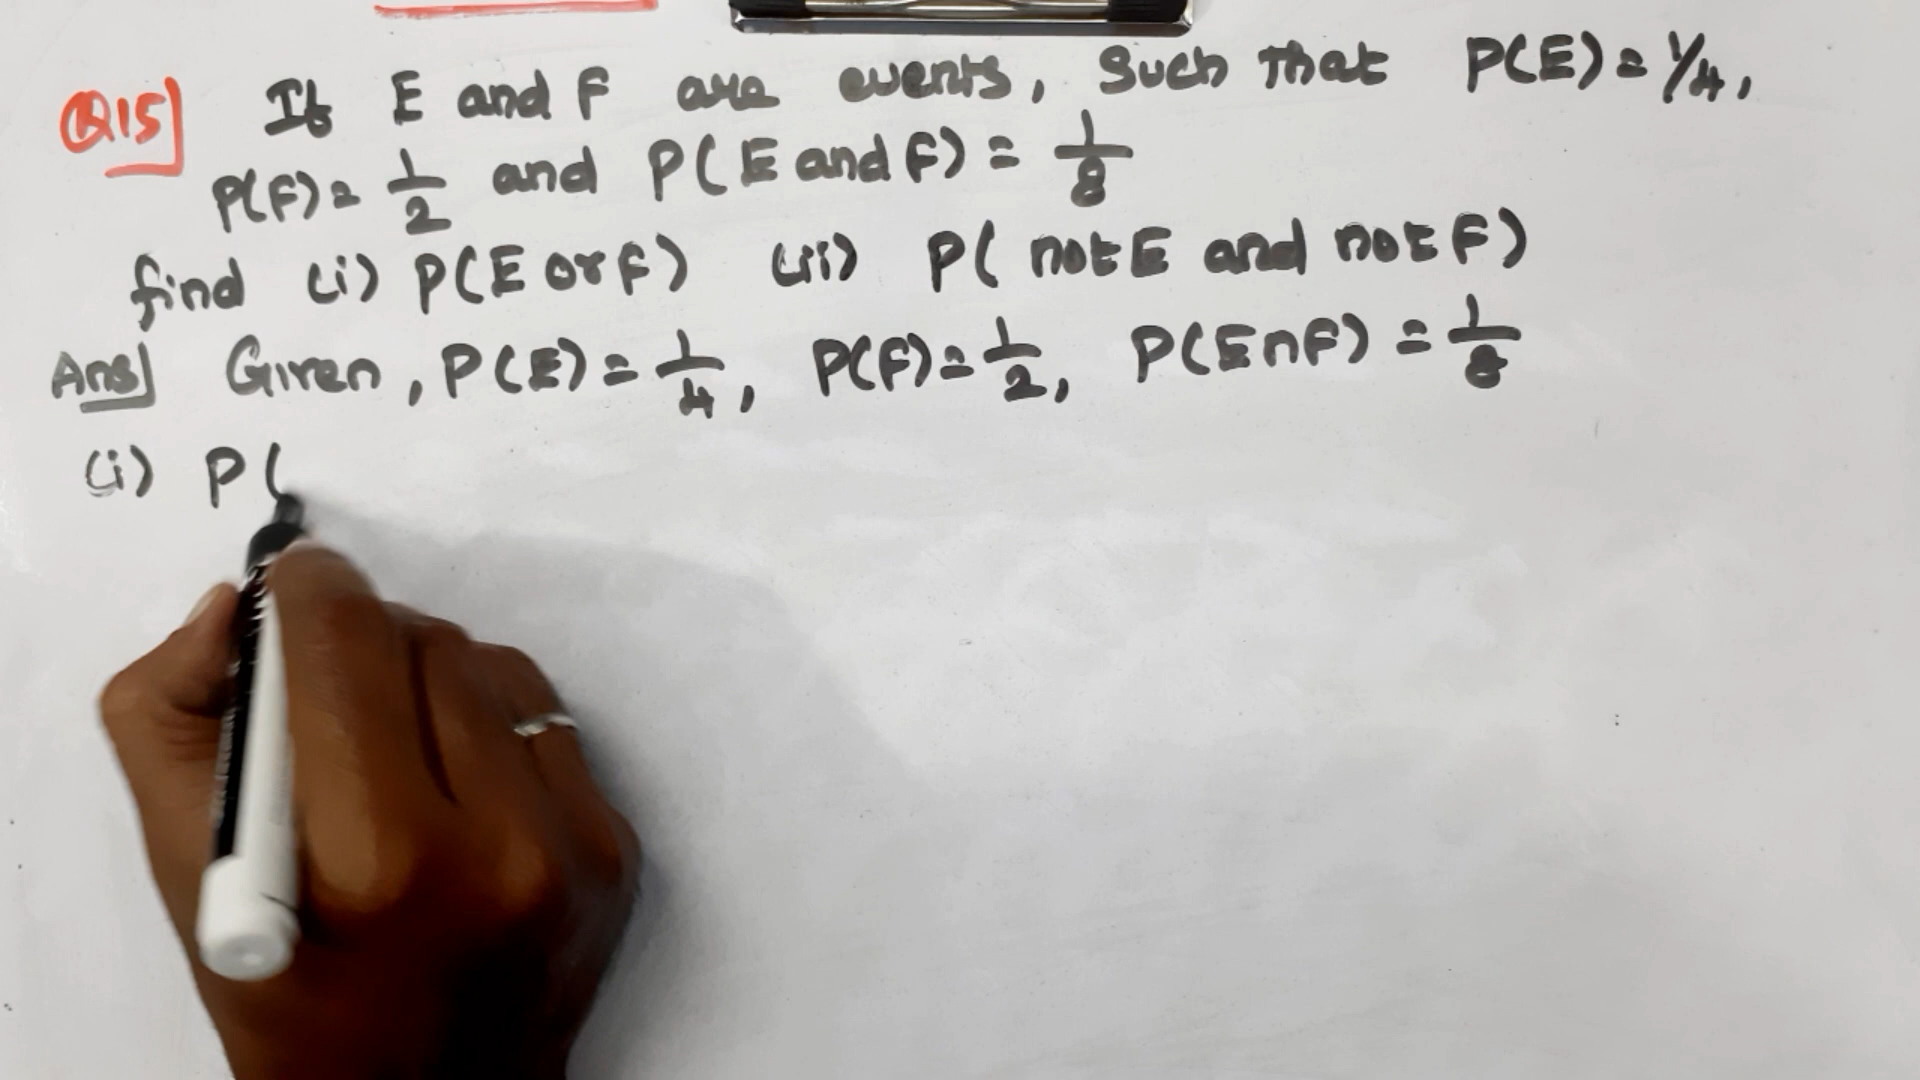 Q15] If E and F are events, Such that P(E) = 1/4,
P(F) = 1/2 and P(E and F) = 1/8
find (i) P(E or F) (ii) P( not E and not F)
Ans] Given, P(E) = 1/4, P(F) = 1/2, P(E∩F) = 1/8
(i) P(